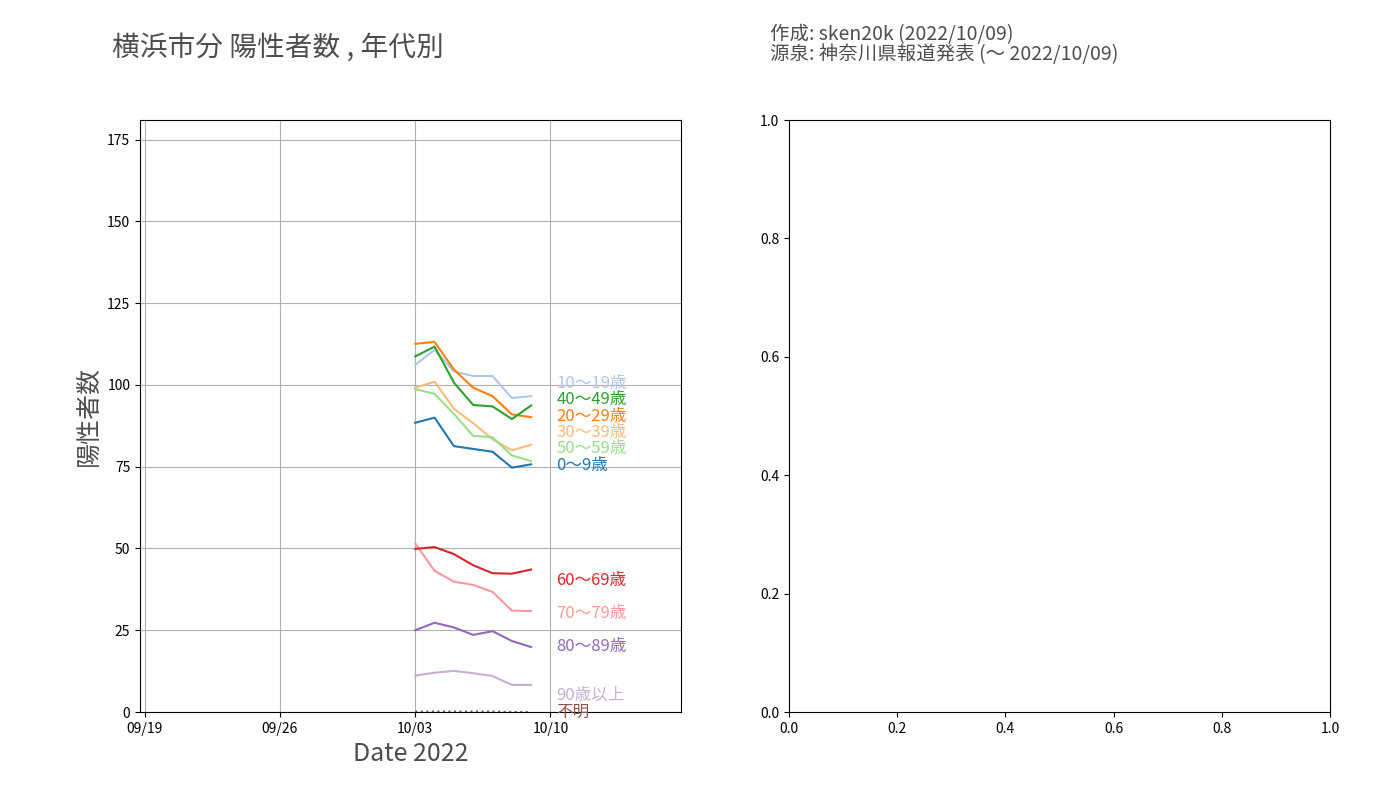 横浜市分 陽性者数 , 年代別
作成: sken20k (2022/10/09)
源泉: 神奈川県報道発表 (～ 2022/10/09)
陽性者数
175
150
125
100
75
50
25
0
10～19歳
40～49歳
20～29歳
30～39歳
50～59歳
0～9歳
60～69歳
70～79歳
80～89歳
90歳以上
不明
09/19 09/26 10/03 10/10
Date 2022
1.0
0.8
0.6
0.4
0.2
0.0
0.0 0.2 0.4 0.6 0.8 1.0